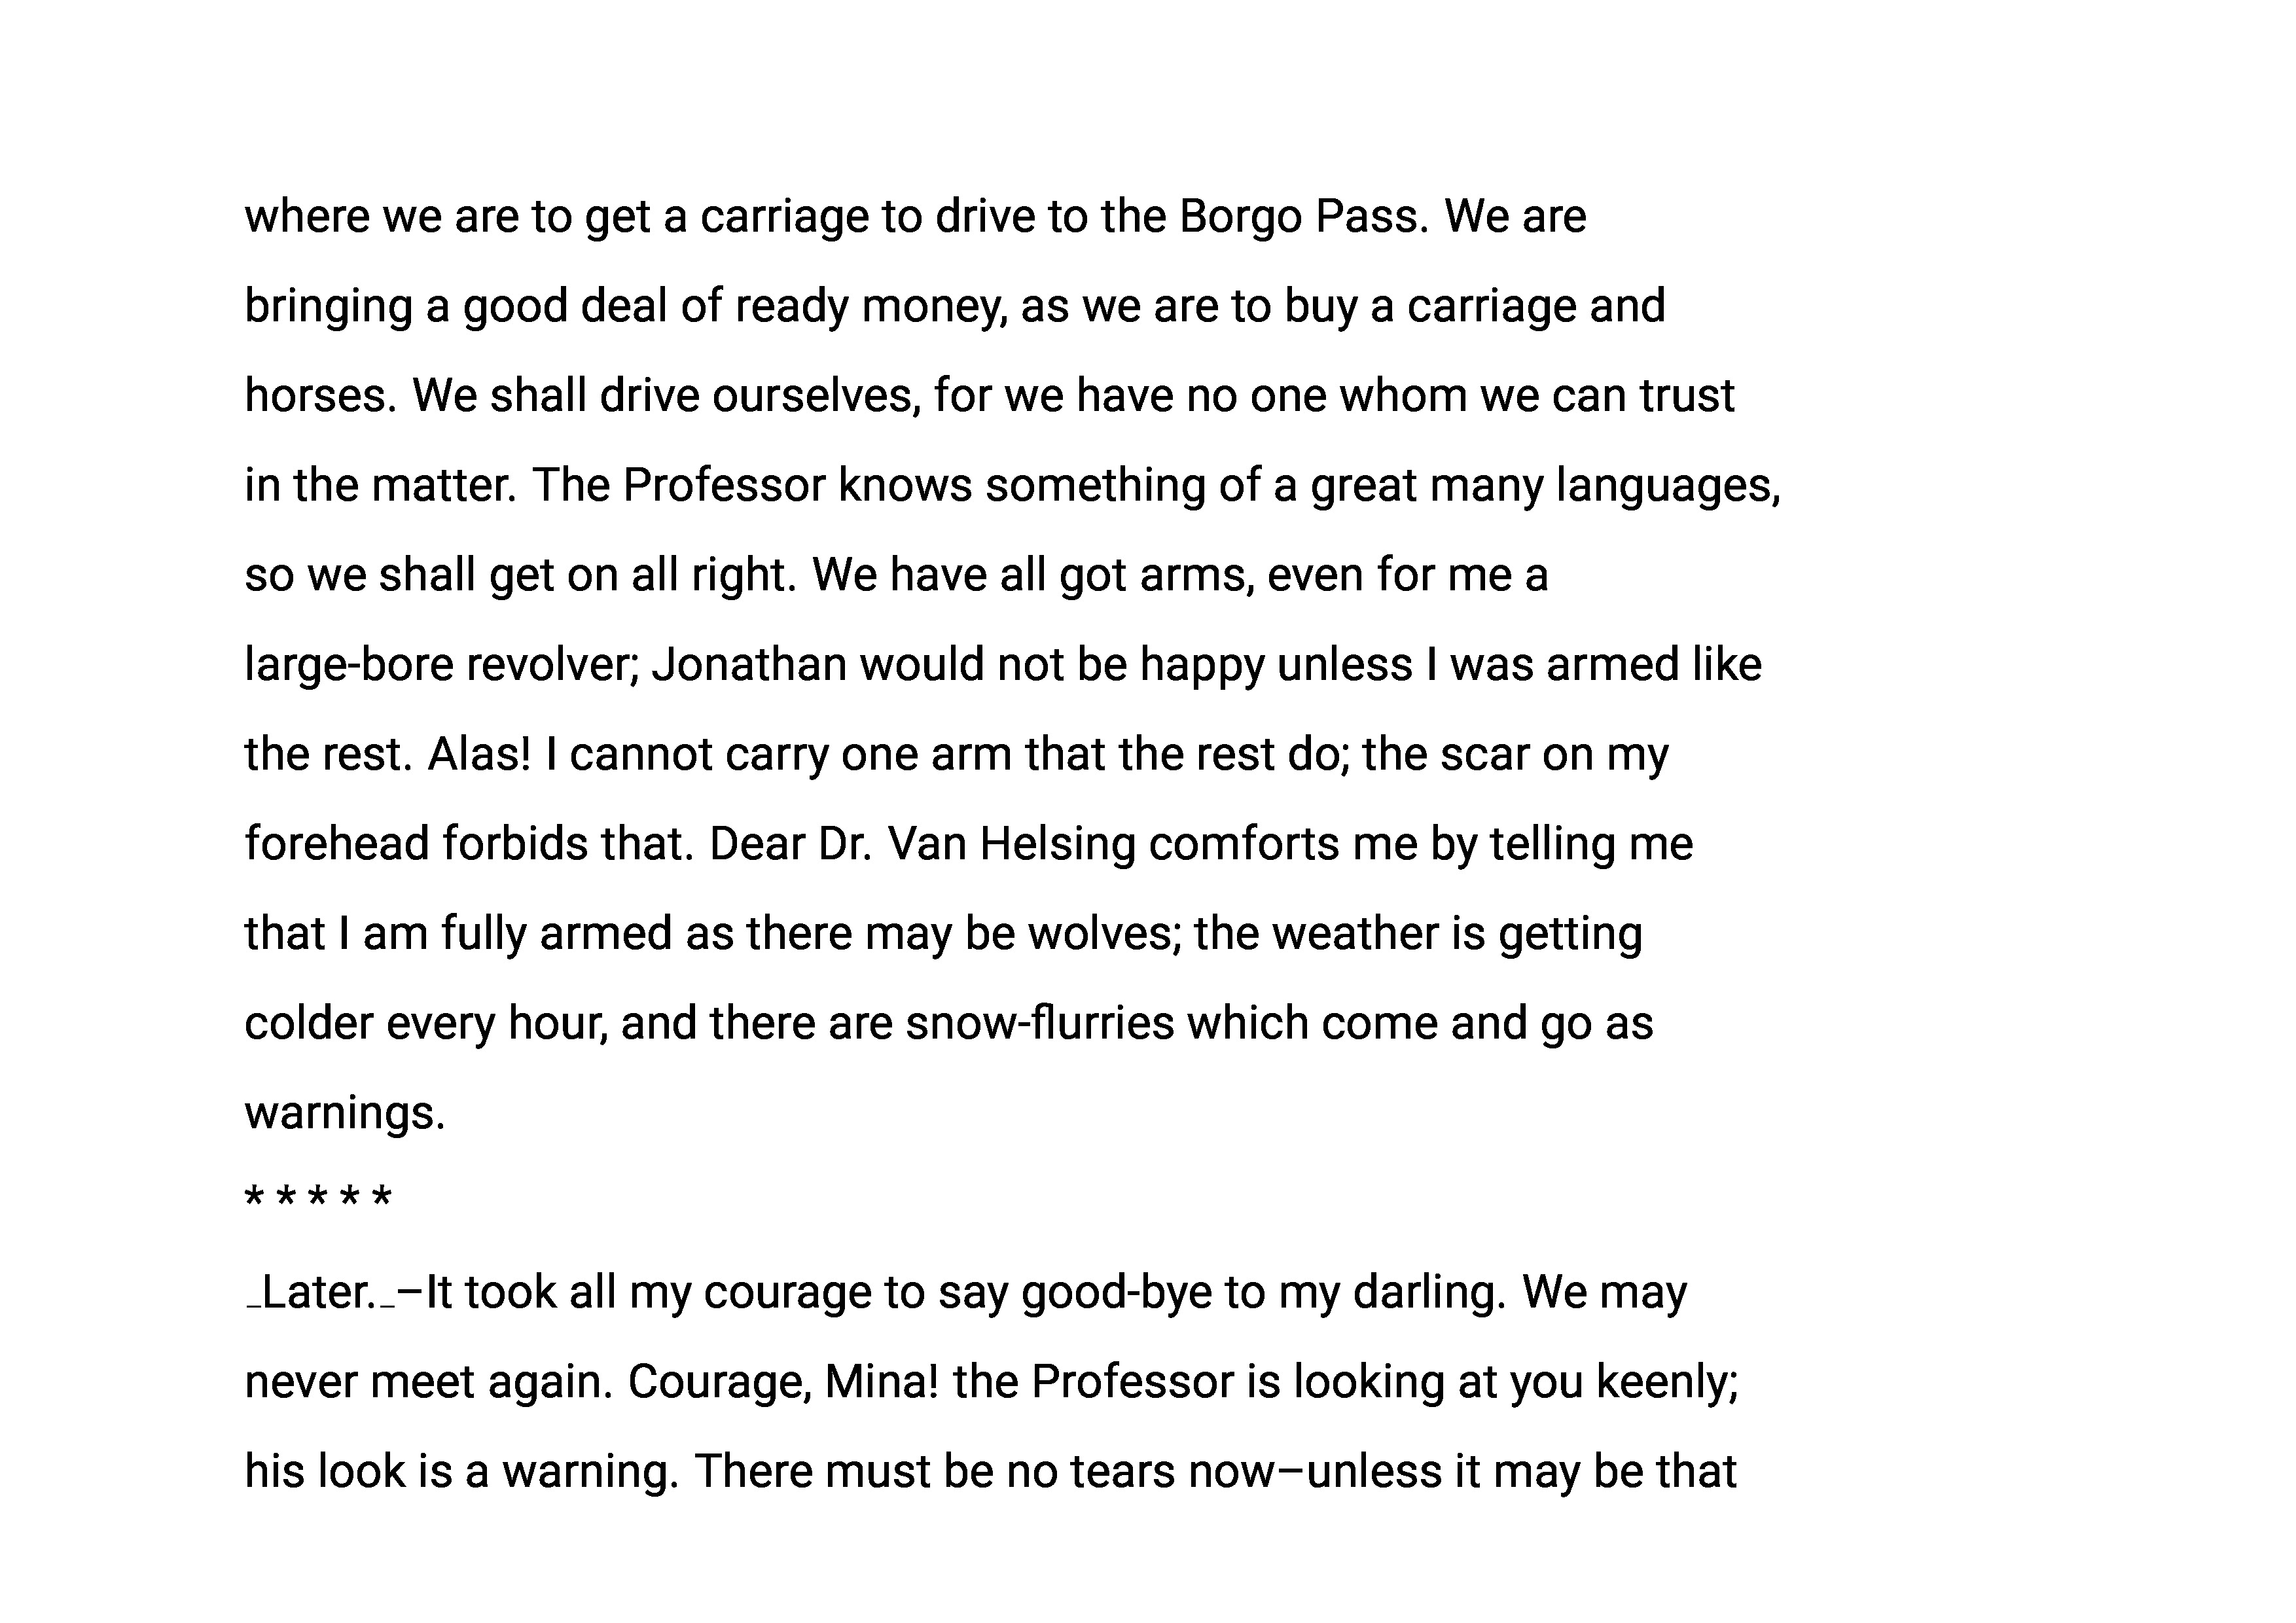 where we are to get a carriage to drive to the Borgo Pass. We are
bringing a good deal of ready money, as we are to buy a carriage and
horses. We shall drive ourselves, for we have no one whom we can trust
in the matter. The Professor knows something of a great many languages,
so we shall get on all right. We have all got arms, even for me a
large-bore revolver; Jonathan would not be happy unless I was armed like
the rest. Alas! I cannot carry one arm that the rest do; the scar on my
forehead forbids that. Dear Dr. Van Helsing comforts me by telling me
that I am fully armed as there may be wolves; the weather is getting
colder every hour, and there are snow-flurries which come and go as
warnings.
* * * * *
_Later._–It took all my courage to say good-bye to my darling. We may
never meet again. Courage, Mina! the Professor is looking at you keenly;
his look is a warning. There must be no tears now–unless it may be that